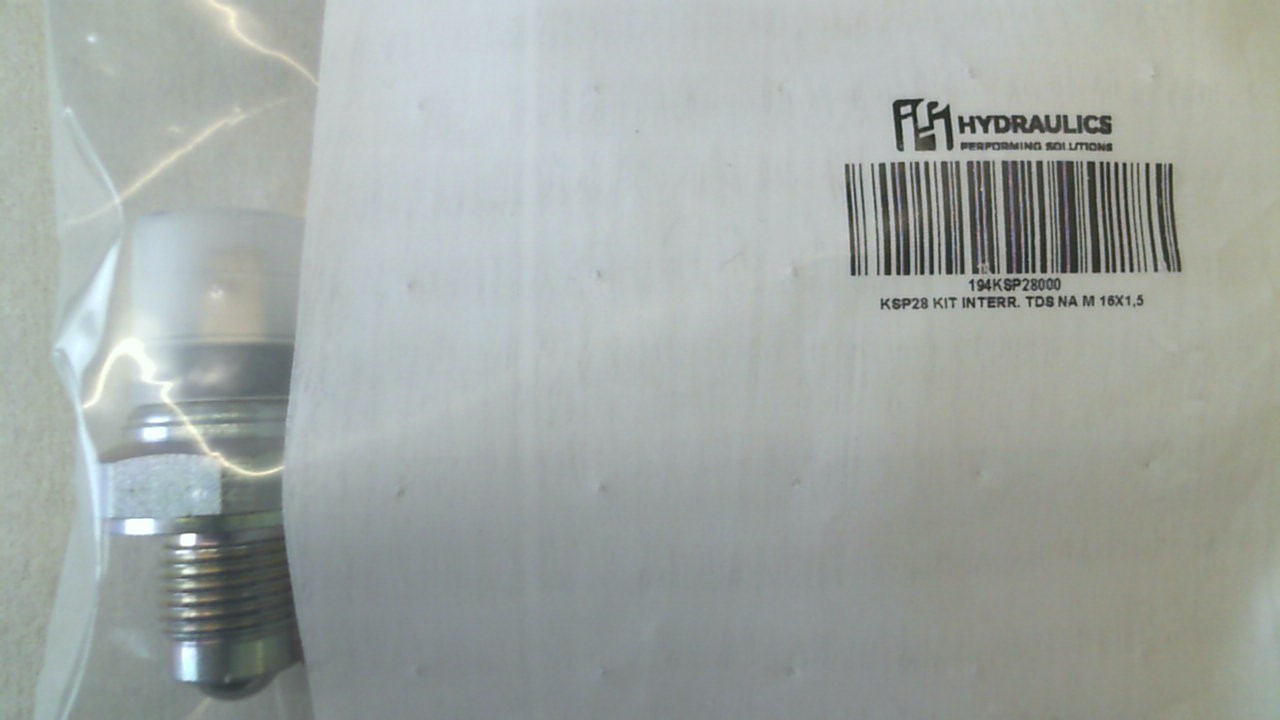 HYDRAULICS
PERFORMING SOLUTIONS
194KSP28000
KSP28 KIT INTERR. TDS NA M 16X1,5